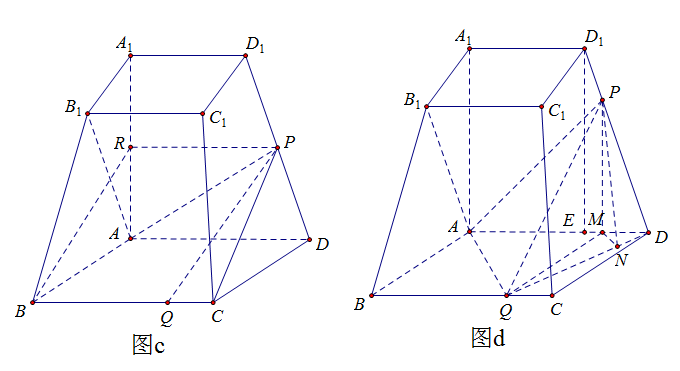 A₁ D₁
B₁ C₁
R P
A D
B Q C
图c
A₁ D₁
B₁ C₁ P
A E M D
N
B Q C
图d